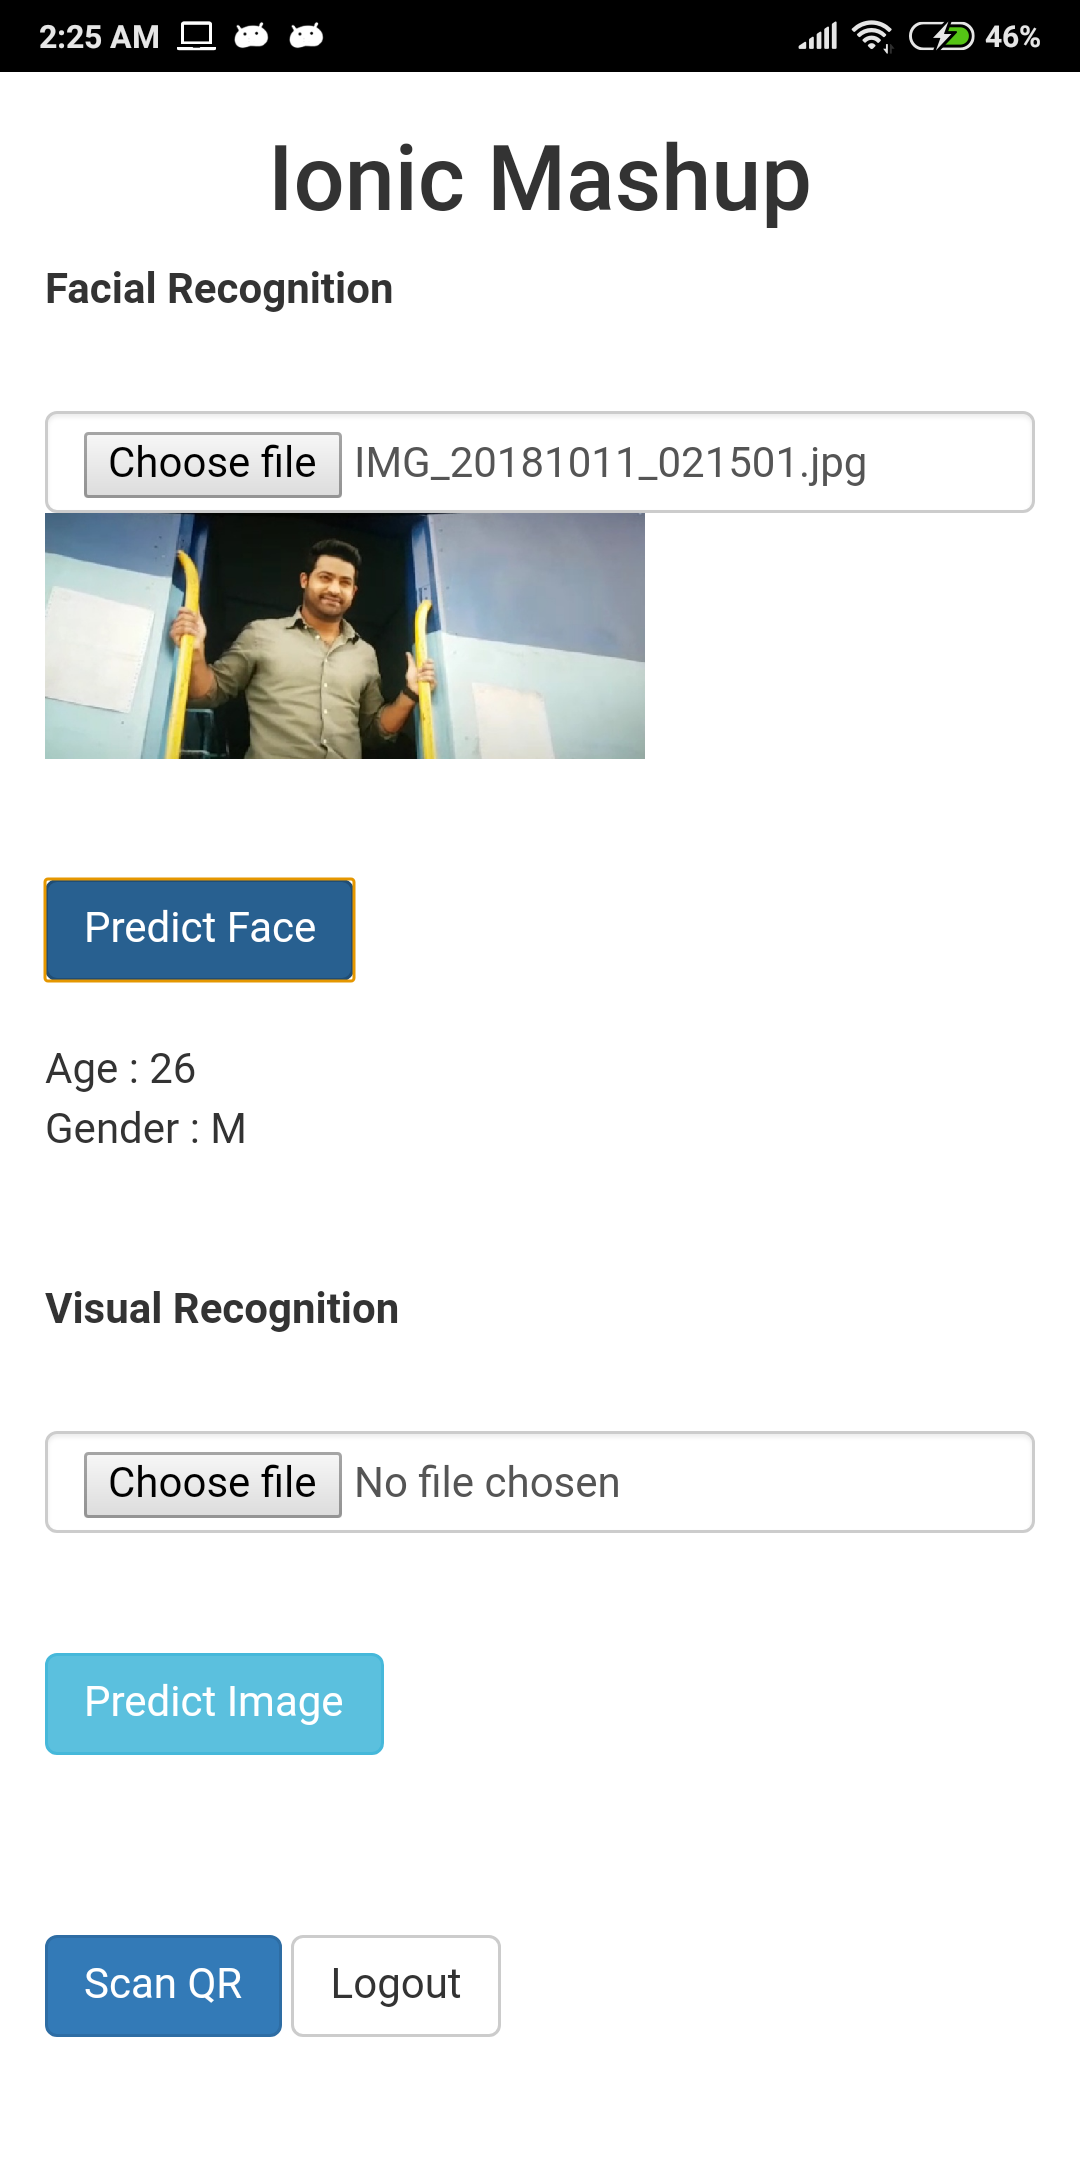 2:25 AM 46%
Ionic Mashup
Facial Recognition
Choose file IMG_20181011_021501.jpg
Predict Face
Age : 26
Gender : M
Visual Recognition
Choose file No file chosen
Predict Image
Scan QR Logout